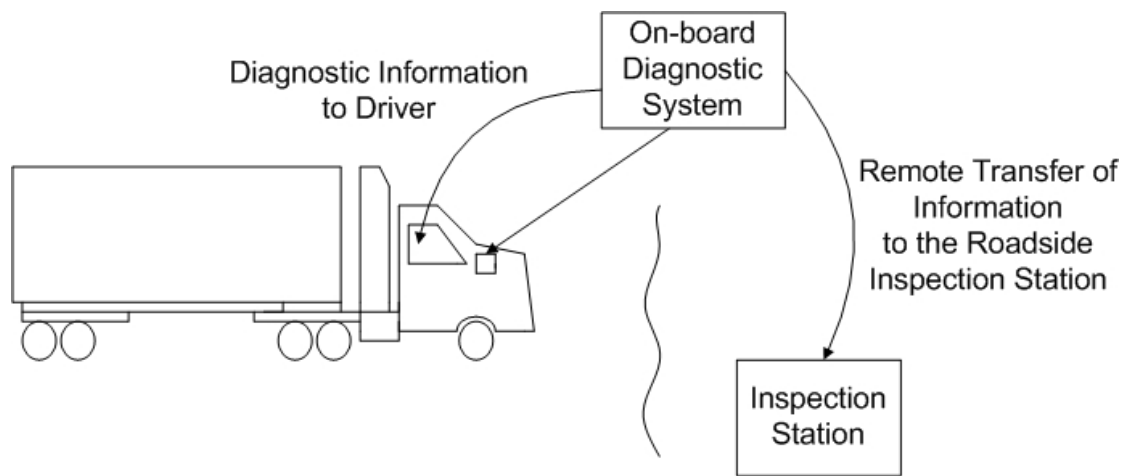 On-board
Diagnostic
System
Diagnostic Information
to Driver
Remote Transfer of
Information
to the Roadside
Inspection Station
Inspection
Station